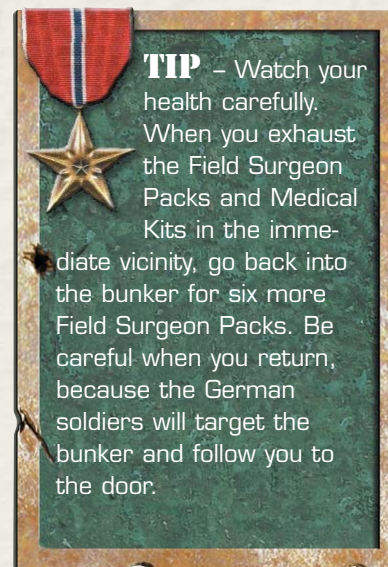 TIP – Watch your
health carefully.
When you exhaust
the Field Surgeon
Packs and Medical
Kits in the imme-
diate vicinity, go back into
the bunker for six more
Field Surgeon Packs. Be
careful when you return,
because the German
soldiers will target the
bunker and follow you to
the door.